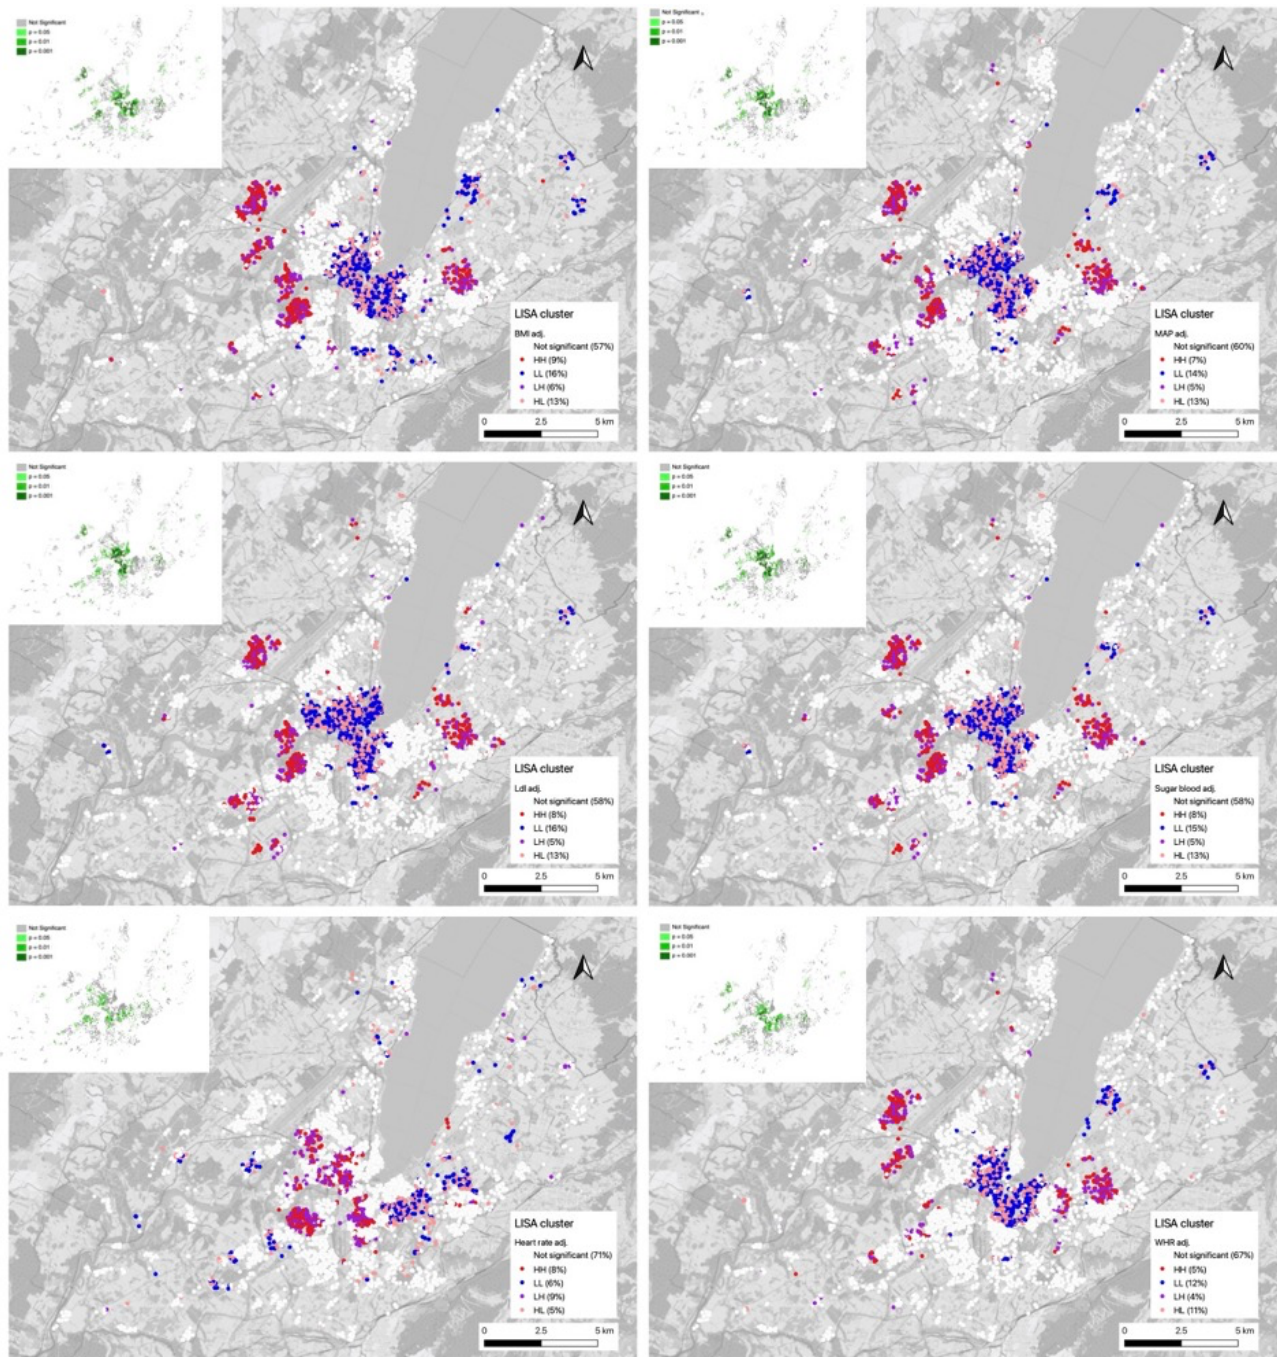 Not Significant
p = 0.05
p = 0.01
p = 0.001
LISA cluster
BMI adj.
Not significant (57%)
HH (9%)
LL (16%)
LH (6%)
HL (13%)
0 2.5 5 km
Not Significant
p = 0.05
p = 0.01
p = 0.001
LISA cluster
MAP adj.
Not significant (60%)
HH (7%)
LL (14%)
LH (5%)
HL (13%)
0 2.5 5 km
Not Significant
p = 0.05
p = 0.01
p = 0.001
LISA cluster
Ldl adj.
Not significant (58%)
HH (8%)
LL (16%)
LH (5%)
HL (13%)
0 2.5 5 km
Not Significant
p = 0.05
p = 0.01
p = 0.001
LISA cluster
Sugar blood adj.
Not significant (58%)
HH (8%)
LL (15%)
LH (5%)
HL (13%)
0 2.5 5 km
Not Significant
p = 0.05
p = 0.01
p = 0.001
LISA cluster
Heart rate adj.
Not significant (71%)
HH (8%)
LL (6%)
LH (9%)
HL (5%)
0 2.5 5 km
Not Significant
p = 0.05
p = 0.01
p = 0.001
LISA cluster
WHR adj.
Not significant (67%)
HH (5%)
LL (12%)
LH (4%)
HL (11%)
0 2.5 5 km